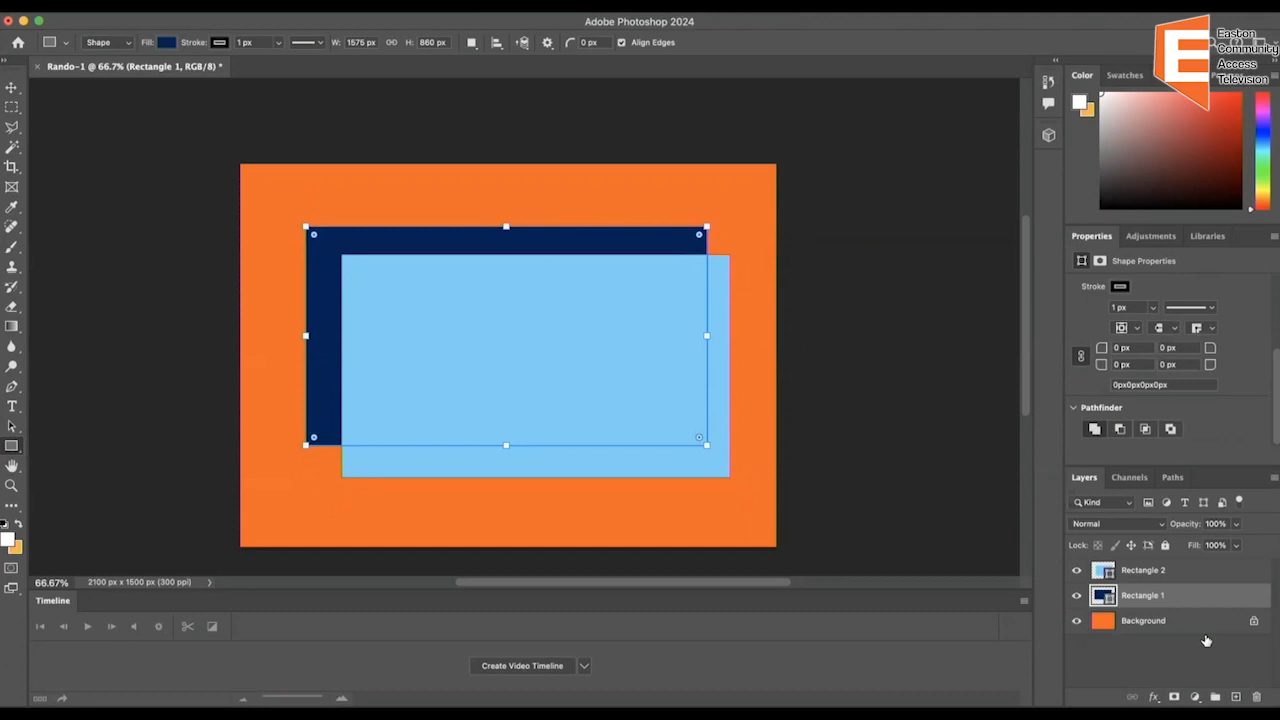 Adobe Photoshop 2024
Shape Fill: Stroke: 1 px W: 1575 px H: 860 px 0 px Align Edges
Easton
Community
Access
Television
Rando-1 @ 66.7% (Rectangle 1, RGB/8) *
Color Swatches
Properties Adjustments Libraries
Shape Properties
Stroke
1 px
0 px 0 px
0 px 0 px
0px0px0px0px
Pathfinder
Layers Channels Paths
Kind
Normal Opacity: 100%
Lock: Fill: 100%
Rectangle 2
Rectangle 1
Background
66.67% 2100 px x 1500 px (300 ppi)
Timeline
Create Video Timeline